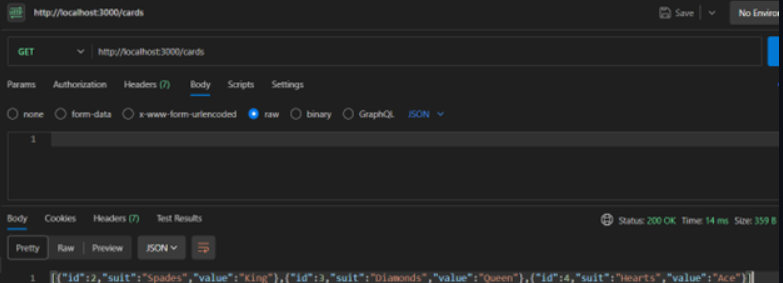 http://localhost:3000/cards Save No Enviro
GET http://localhost:3000/cards
Params Authorization Headers (7) Body Scripts Settings
none form-data x-www-form-urlencoded raw binary GraphQL JSON
1
Body Cookies Headers (7) Test Results Status: 200 OK Time: 14 ms Size: 359 B
Pretty Raw Preview JSON
1 [{"id":2,"suit":"Spades","value":"King"},{"id":3,"suit":"Diamonds","value":"Queen"},{"id":4,"suit":"Hearts","value":"Ace"}]